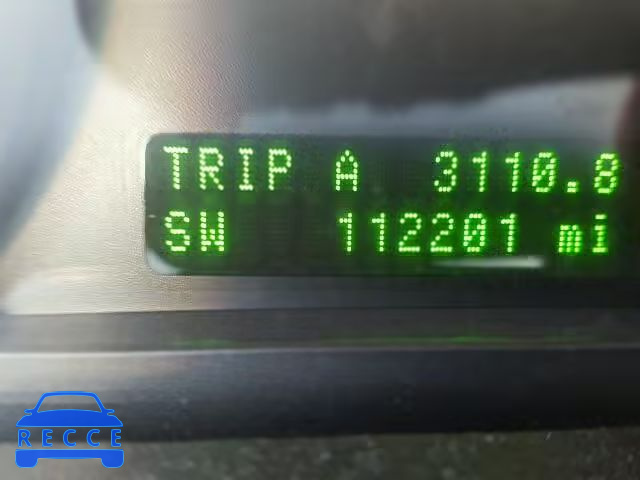 TRIP A 3110.8
SW 112201 mi
RECCE